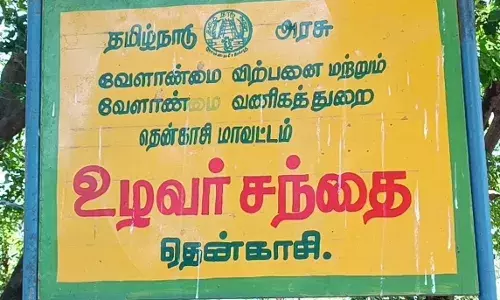 தமிழ்நாடு அரசு
வேளாண்மை விற்பனை மற்றும்
வேளாண்மை வணிகத்துறை
தென்காசி மாவட்டம்
உழவர் சந்தை
தென்காசி.